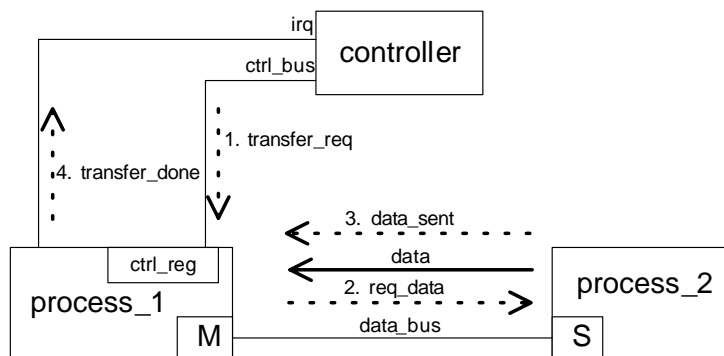 irq
controller
ctrl_bus
1. transfer_req
4. transfer_done
3. data_sent
data
ctrl_reg
process_1
2. req_data
process_2
M
data_bus
S